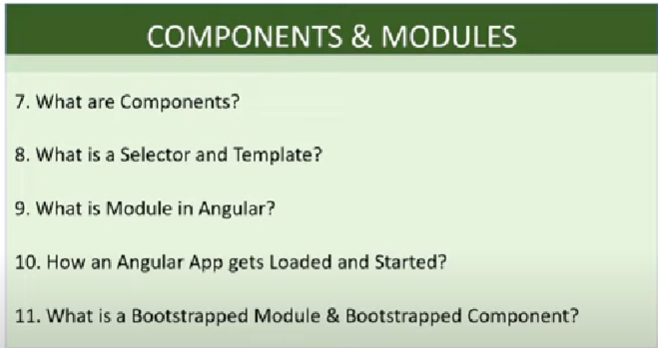 COMPONENTS & MODULES
7. What are Components?
8. What is a Selector and Template?
9. What is Module in Angular?
10. How an Angular App gets Loaded and Started?
11. What is a Bootstrapped Module & Bootstrapped Component?